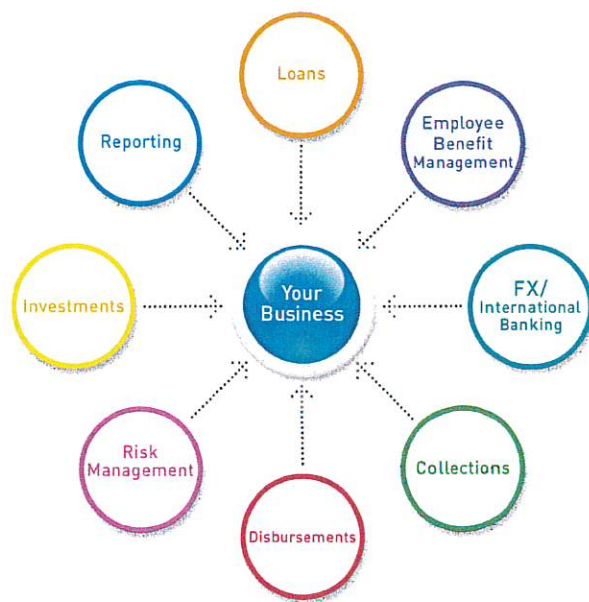 Loans
Employee
Benefit
Management
Reporting
FX/
International
Banking
Your
Business
Investments
Collections
Risk
Management
Disbursements